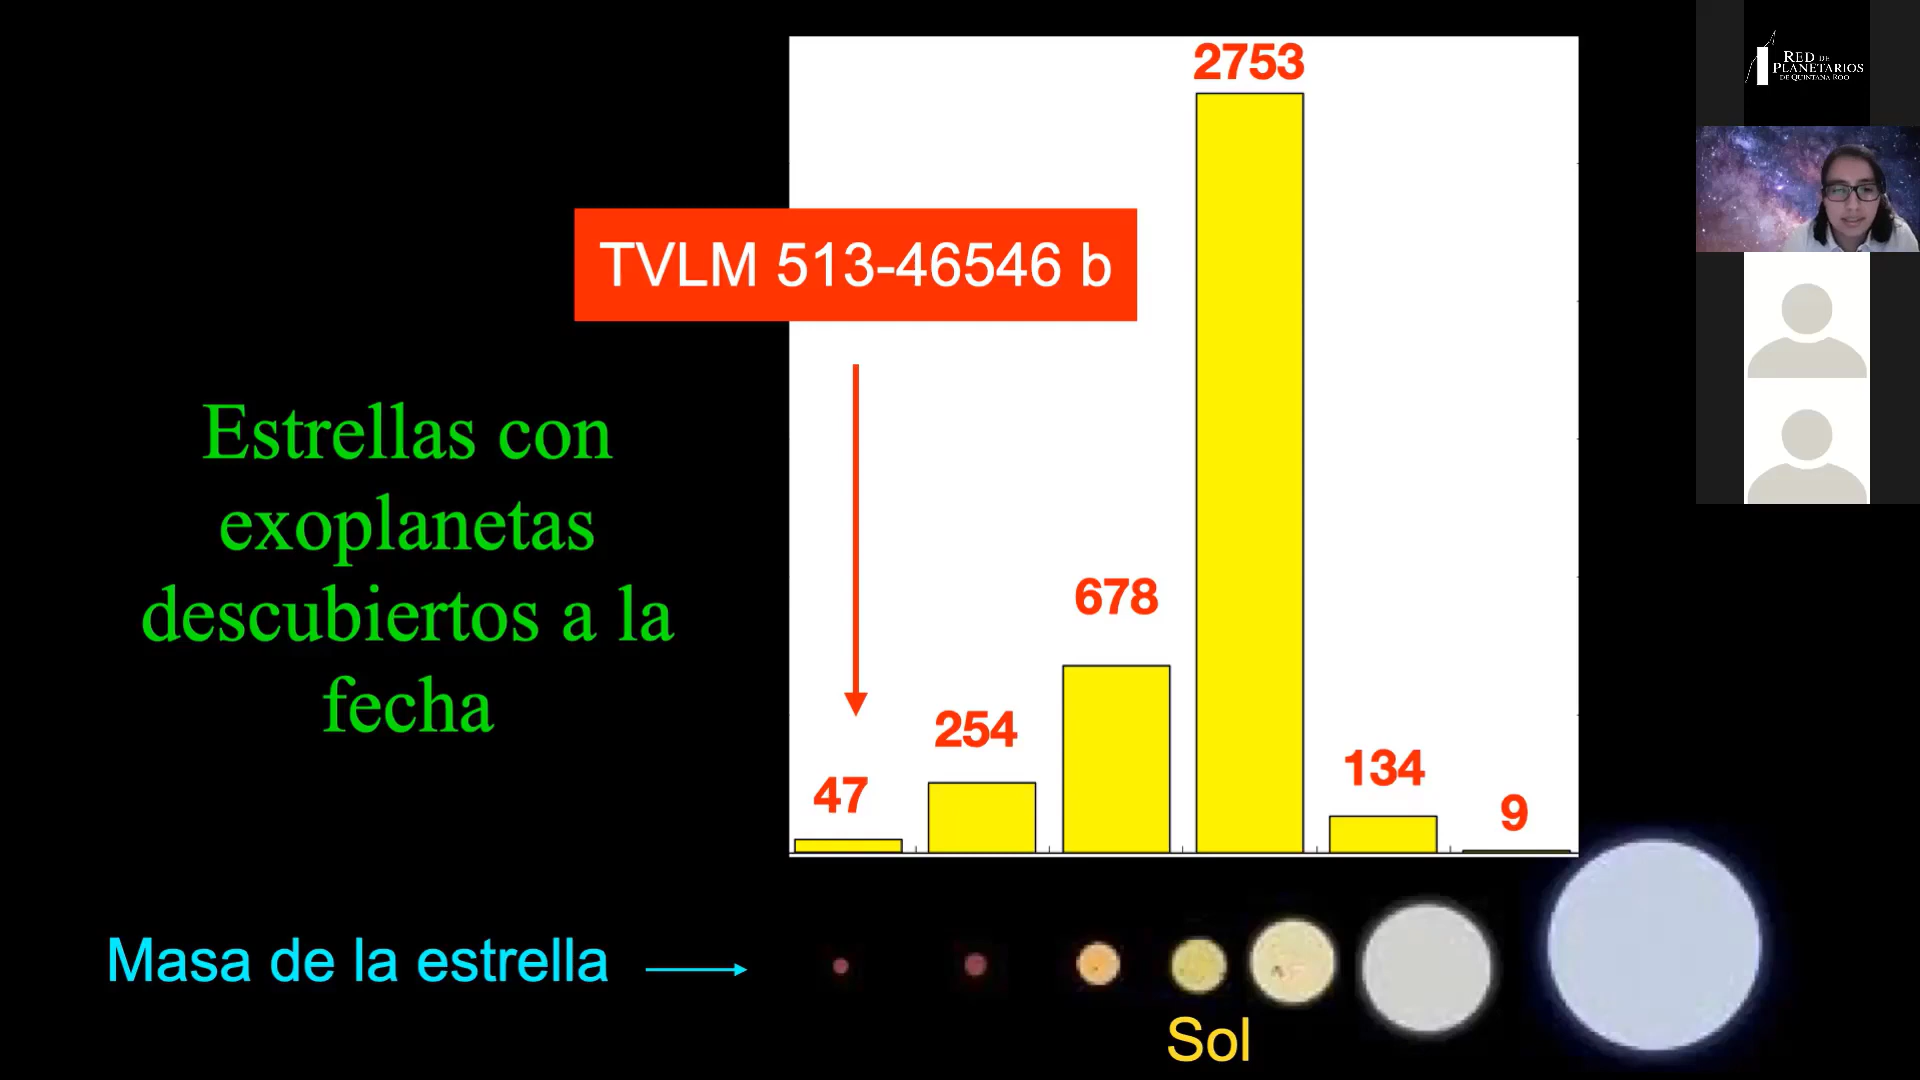 2753
RED DE
PLANETARIOS
DE QUINTANA ROO
TVLM 513-46546 b
Estrellas con
exoplanetas
descubiertos a la
fecha
678
254
47
134
9
Masa de la estrella
Sol